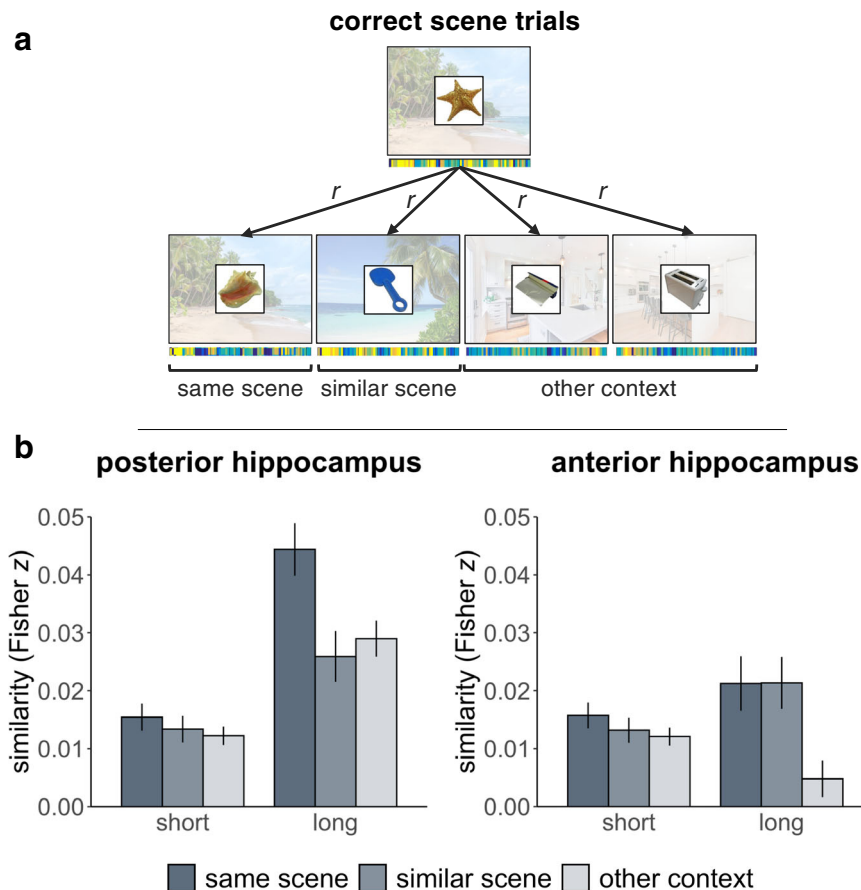 correct scene trials
a
r r r r
same scene similar scene other context
b
posterior hippocampus anterior hippocampus
similarity (Fisher z)
0.05
0.04
0.03
0.02
0.01
0.00
short long
similarity (Fisher z)
0.05
0.04
0.03
0.02
0.01
0.00
short long
same scene similar scene other context